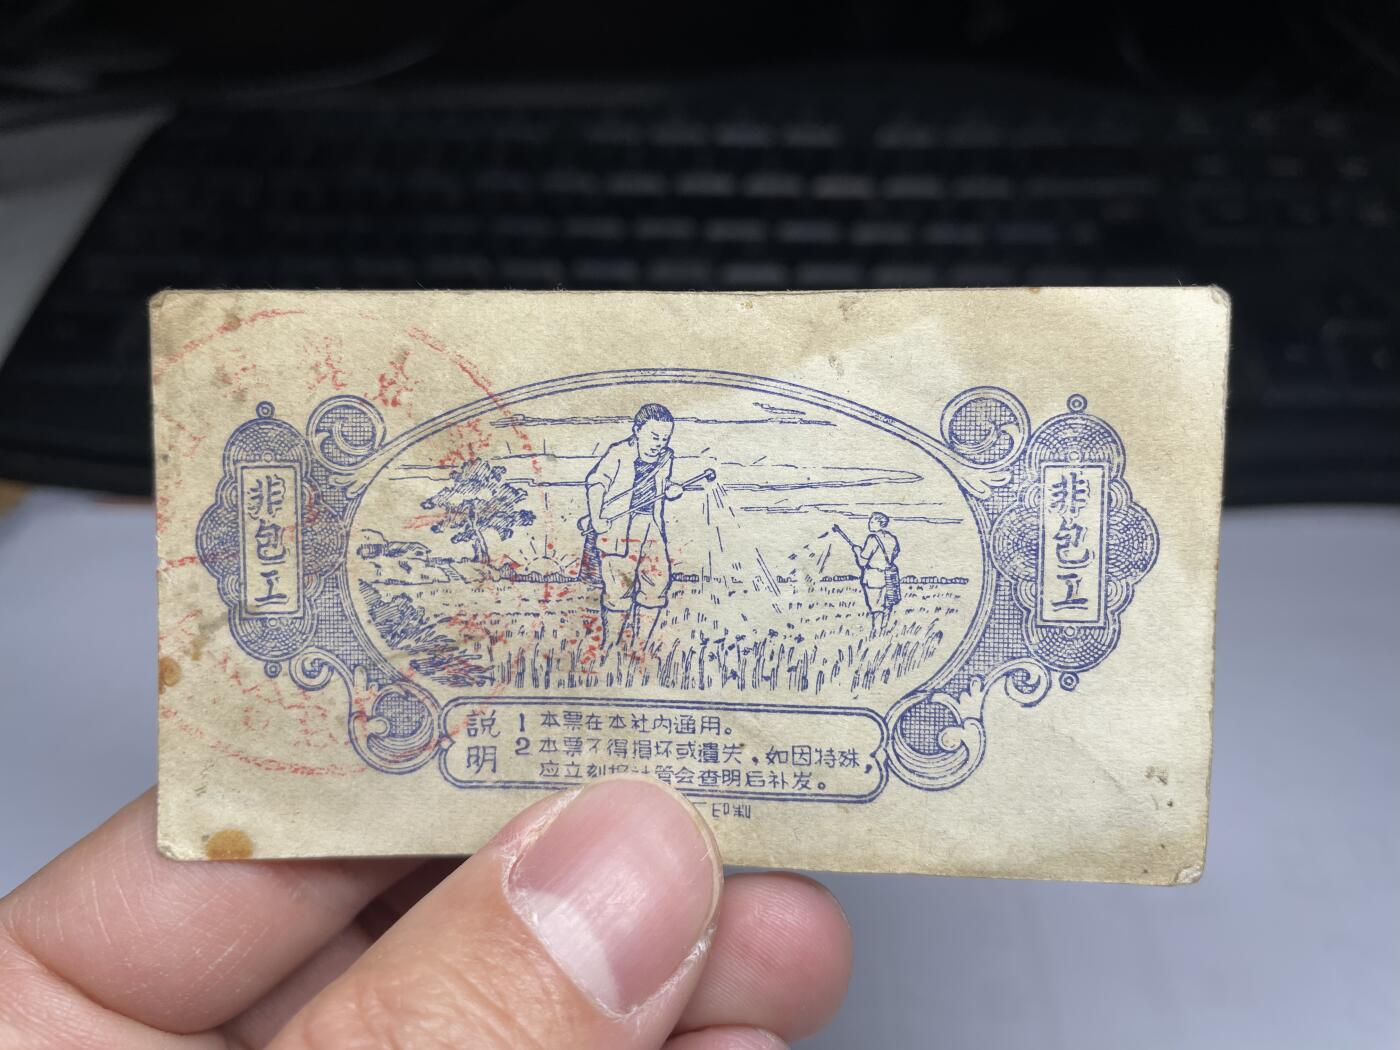 非包工
非包工
説明
1 本票在本社内通用。
2 本票不得損坏或遺失，如因特殊，
应立刻报社管会查明后补发。
印制